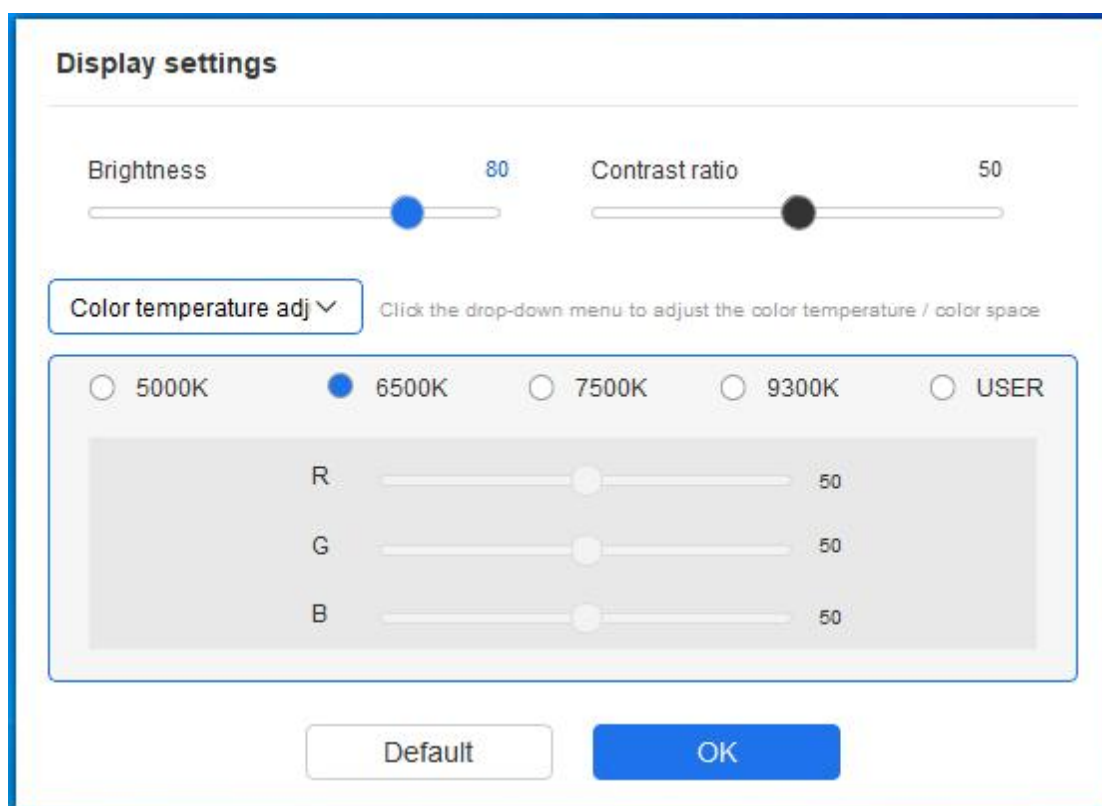 Display settings
Brightness 80 Contrast ratio 50
Color temperature adj Click the drop-down menu to adjust the color temperature / color space
5000K 6500K 7500K 9300K USER
R 50
G 50
B 50
Default OK